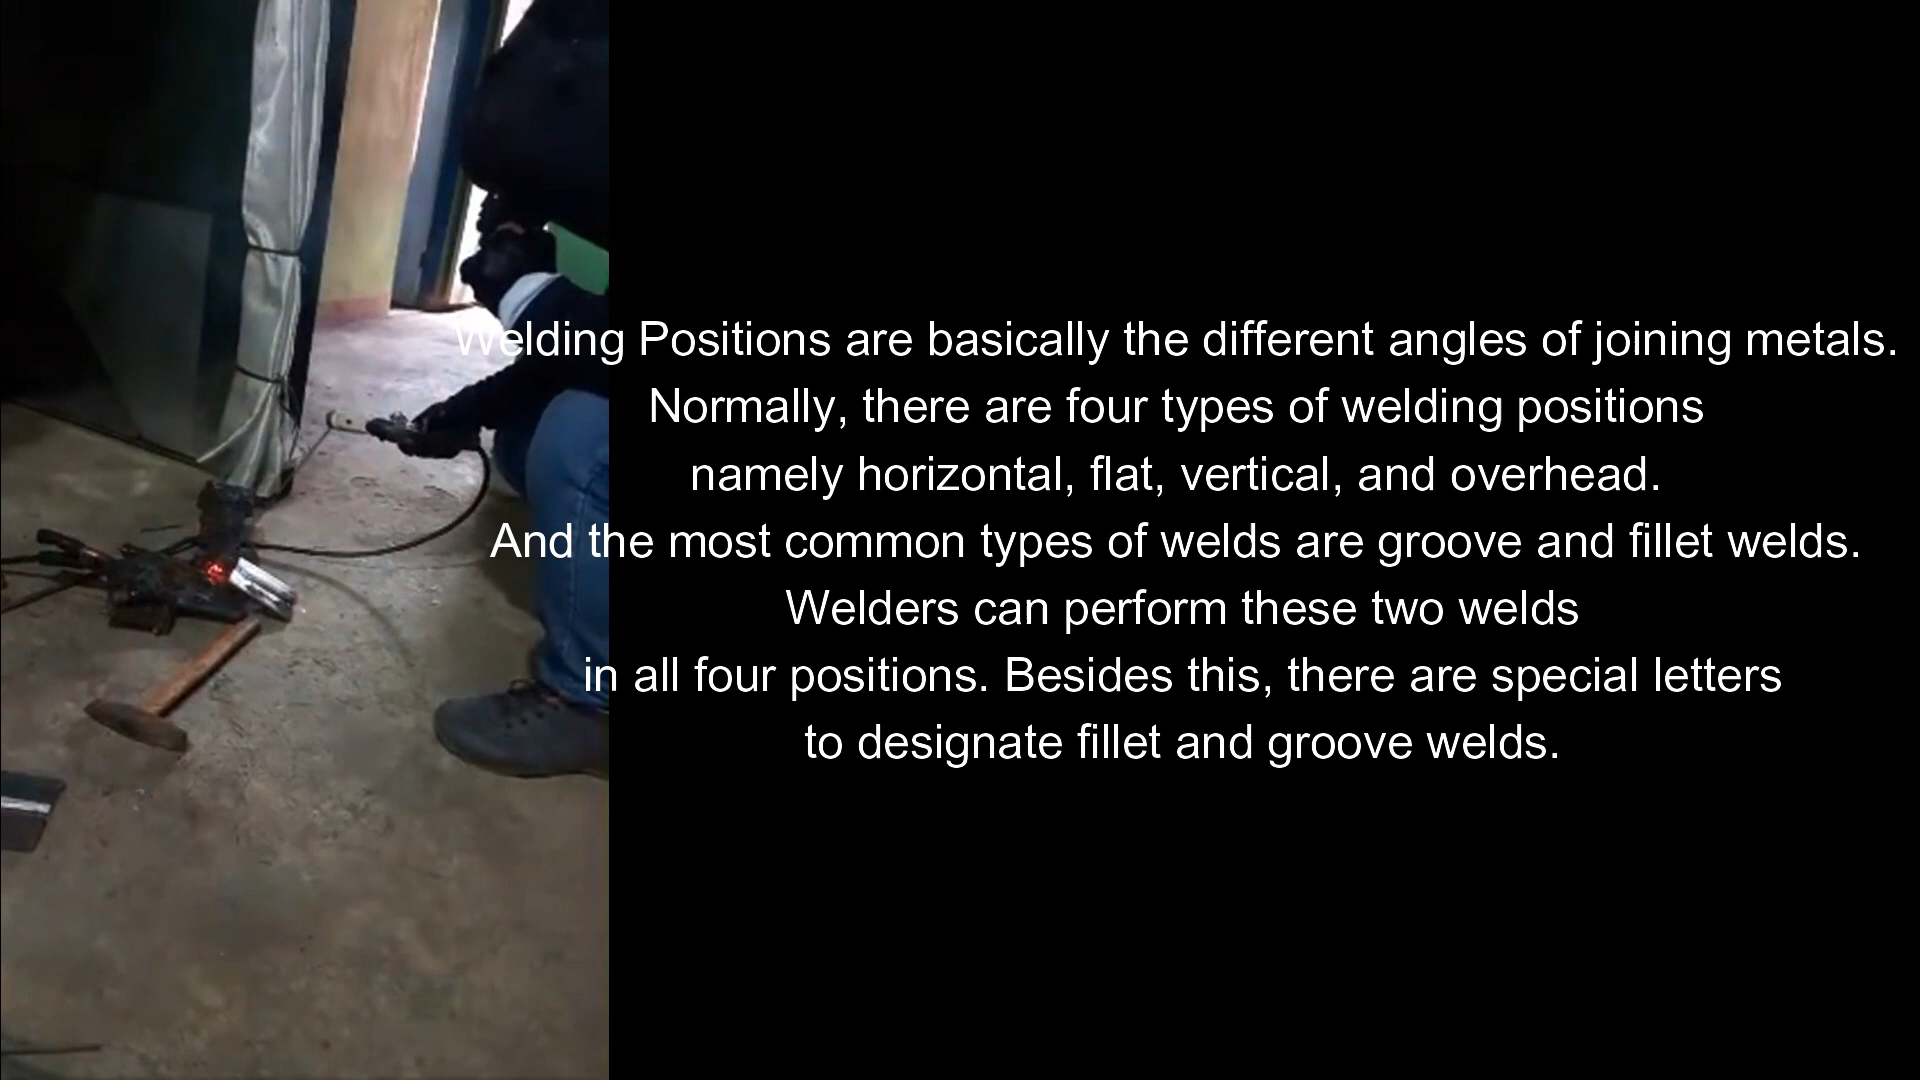 Welding Positions are basically the different angles of joining metals.
Normally, there are four types of welding positions
namely horizontal, flat, vertical, and overhead.
And the most common types of welds are groove and fillet welds.
Welders can perform these two welds
in all four positions. Besides this, there are special letters
to designate fillet and groove welds.